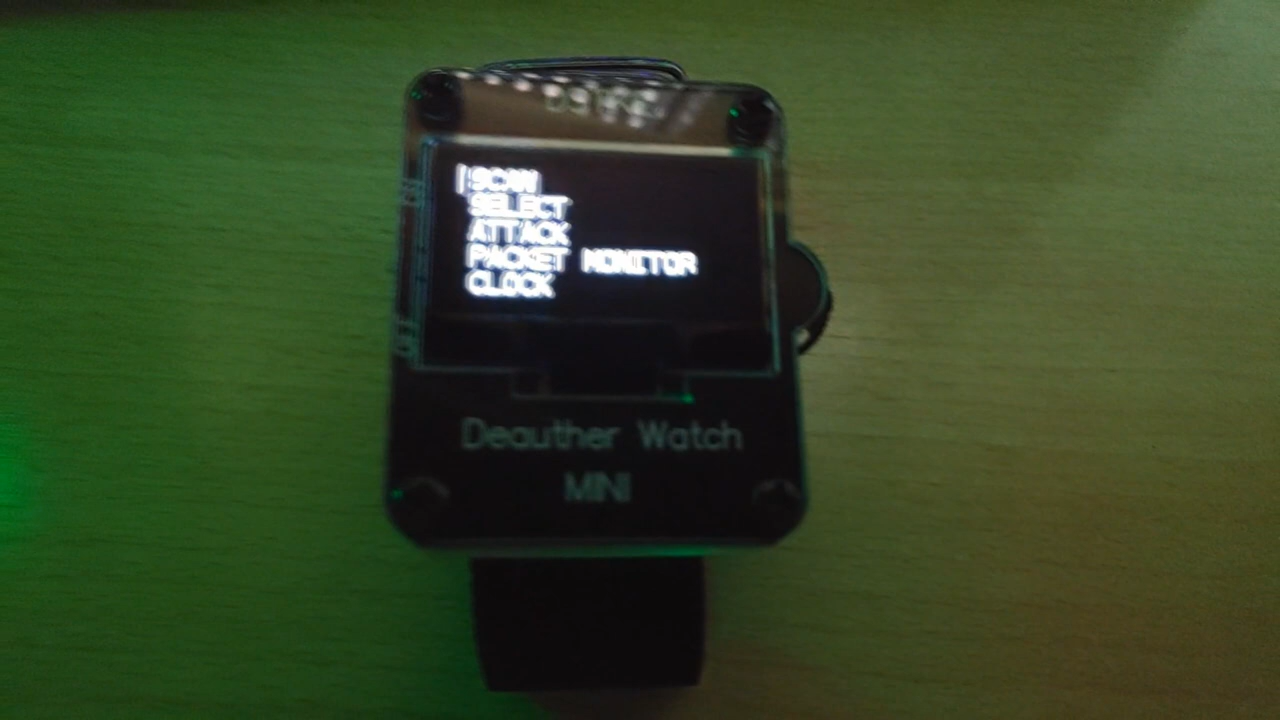 SCAN
SELECT
ATTACK
PACKET MONITOR
CLOCK
Deauther Watch
MINI